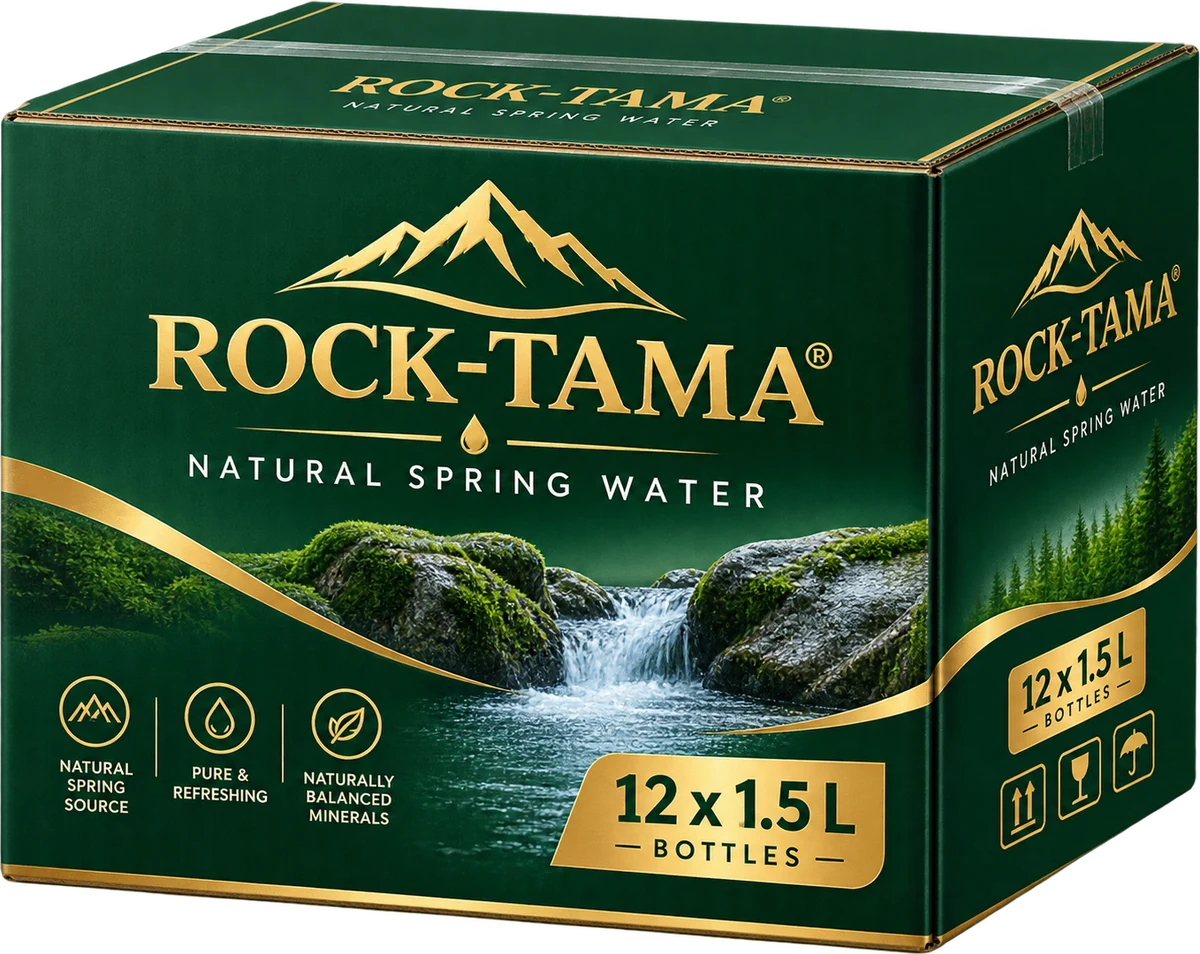 ROCK-TAMA®
NATURAL SPRING WATER
ROCK-TAMA®
NATURAL SPRING WATER
NATURAL
SPRING
SOURCE
PURE &
REFRESHING
NATURALLY
BALANCED
MINERALS
12 x 1.5 L
— BOTTLES —
ROCK-TAMA®
NATURAL SPRING WATER
12 x 1.5 L
— BOTTLES —